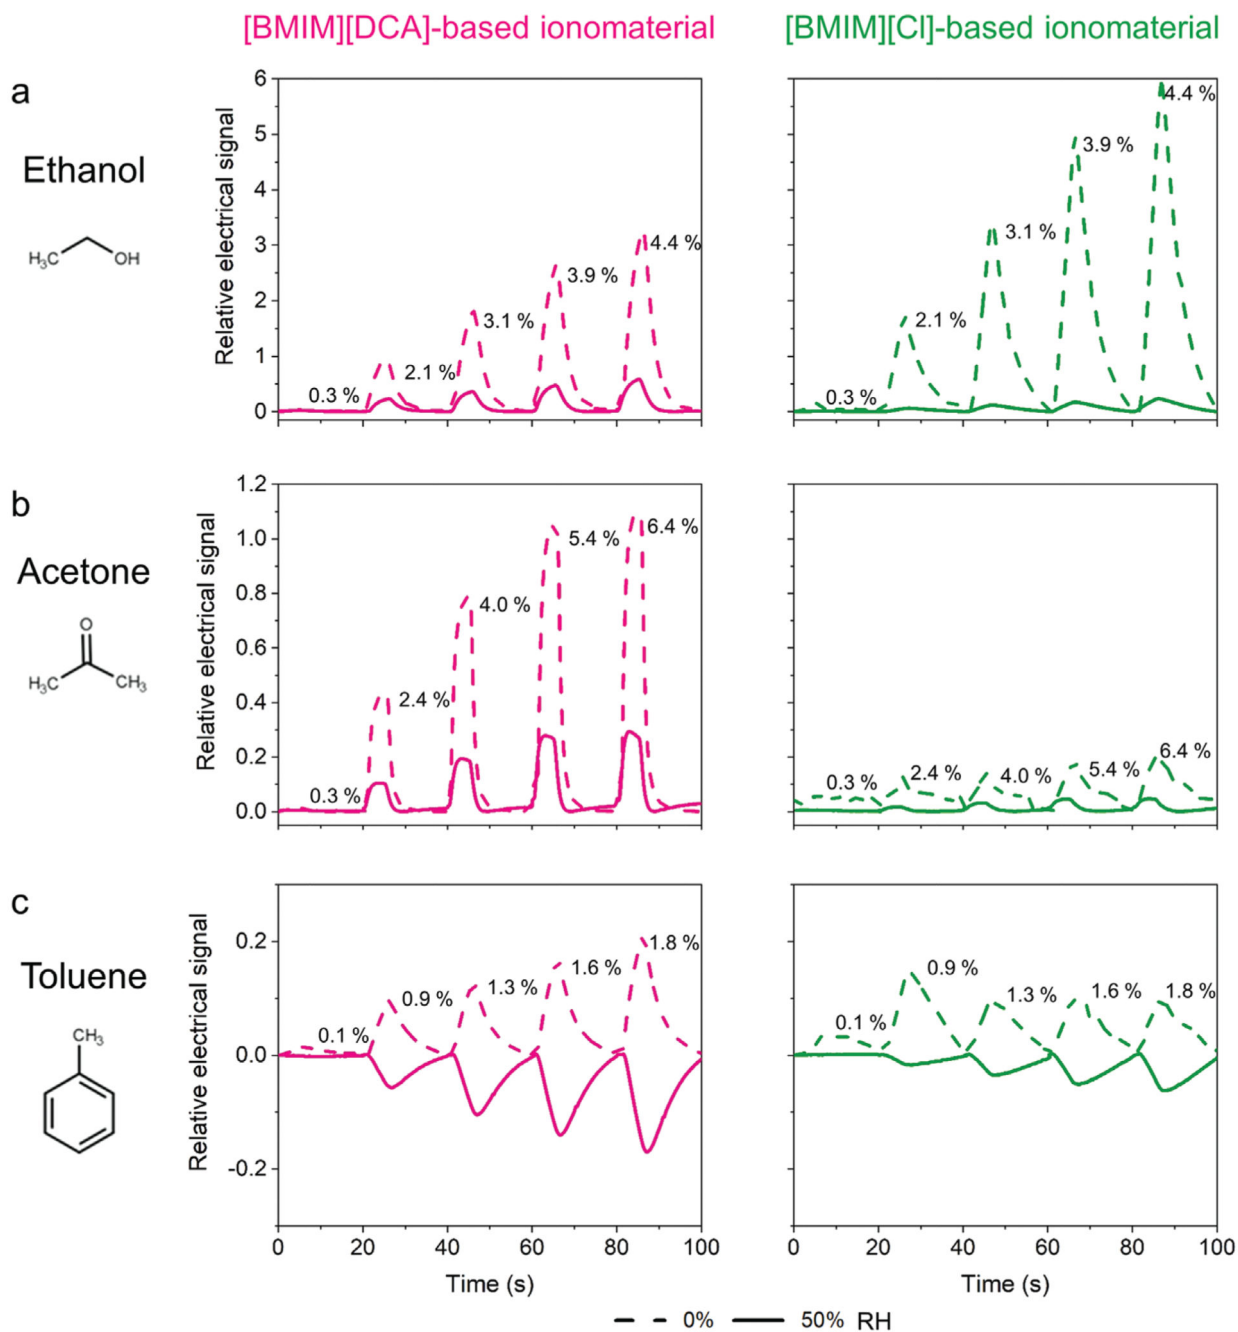 [BMIM][DCA]-based ionomaterial
[BMIM][Cl]-based ionomaterial
a
Ethanol
H₃C
OH
Relative electrical signal
6
5
4
3
2
1
0
0.3 %
2.1 %
3.1 %
3.9 %
4.4 %
0.3 %
2.1 %
3.1 %
3.9 %
4.4 %
b
Acetone
O
H₃C
CH₃
Relative electrical signal
1.2
1.0
0.8
0.6
0.4
0.2
0.0
0.3 %
2.4 %
4.0 %
5.4 %
6.4 %
0.3 %
2.4 %
4.0 %
5.4 %
6.4 %
c
Toluene
CH₃
Relative electrical signal
0.2
0.0
-0.2
0.1 %
0.9 %
1.3 %
1.6 %
1.8 %
0.1 %
0.9 %
1.3 %
1.6 %
1.8 %
0 20 40 60 80 100
0 20 40 60 80 100
Time (s)
Time (s)
0% 50% RH